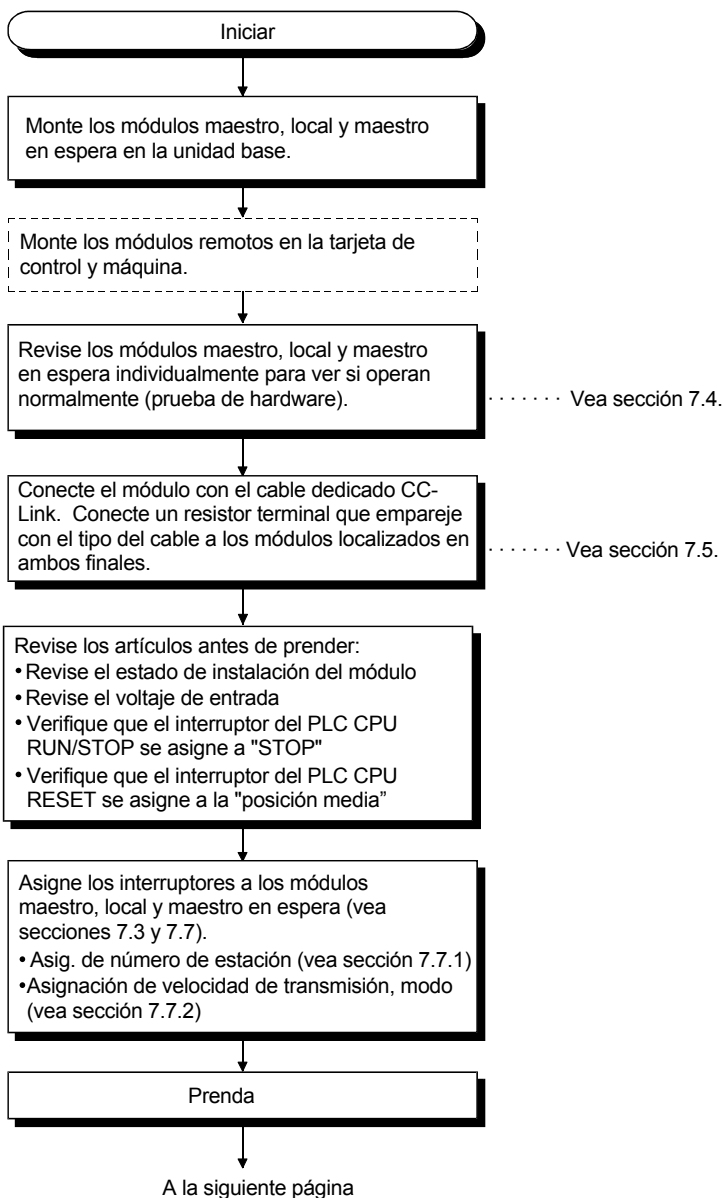 Iniciar
Monte los módulos maestro, local y maestro
en espera en la unidad base.
Monte los módulos remotos en la tarjeta de
control y máquina.
Revise los módulos maestro, local y maestro
en espera individualmente para ver si operan
normalmente (prueba de hardware).
······· Vea sección 7.4.
Conecte el módulo con el cable dedicado CC-
Link.  Conecte un resistor terminal que empareje
con el tipo del cable a los módulos localizados en
ambos finales.
······· Vea sección 7.5.
Revise los artículos antes de prender:
• Revise el estado de instalación del módulo
• Revise el voltaje de entrada
• Verifique que el interruptor del PLC CPU
RUN/STOP se asigne a "STOP"
• Verifique que el interruptor del PLC CPU
RESET se asigne a la "posición media”
Asigne los interruptores a los módulos
maestro, local y maestro en espera (vea
secciones 7.3 y 7.7).
• Asig. de número de estación (vea sección 7.7.1)
•Asignación de velocidad de transmisión, modo
(vea sección 7.7.2)
Prenda
A la siguiente página